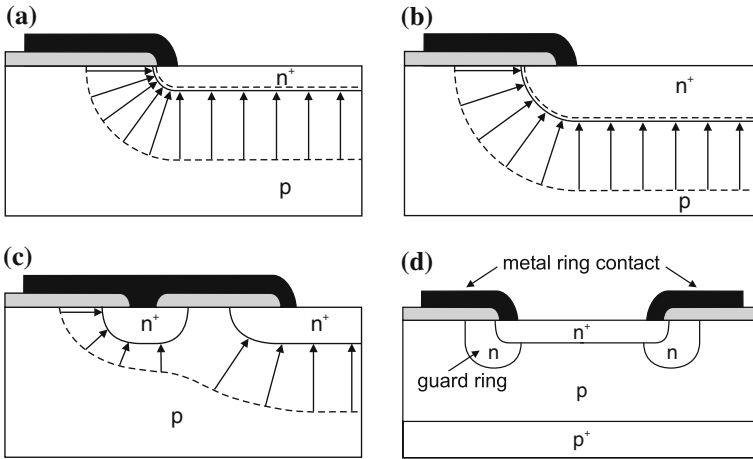 (a)
n+
p
(b)
n+
p
(c)
n+
n+
p
(d)
metal ring contact
n+
n
n
guard ring
p
p+